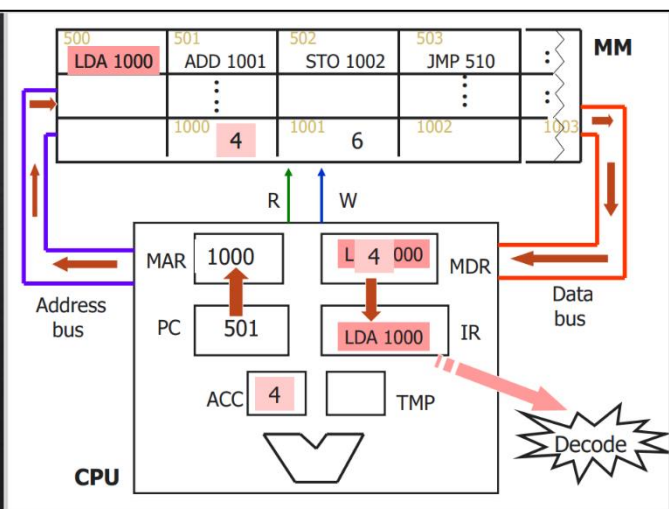 500 501 502 503
LDA 1000 ADD 1001 STO 1002 JMP 510 MM
1000 1001 1002 1003
4 6
R W
MAR 1000 4 000 MDR
Address
bus
Data
bus
PC 501 LDA 1000 IR
ACC 4 TMP
Decode
CPU